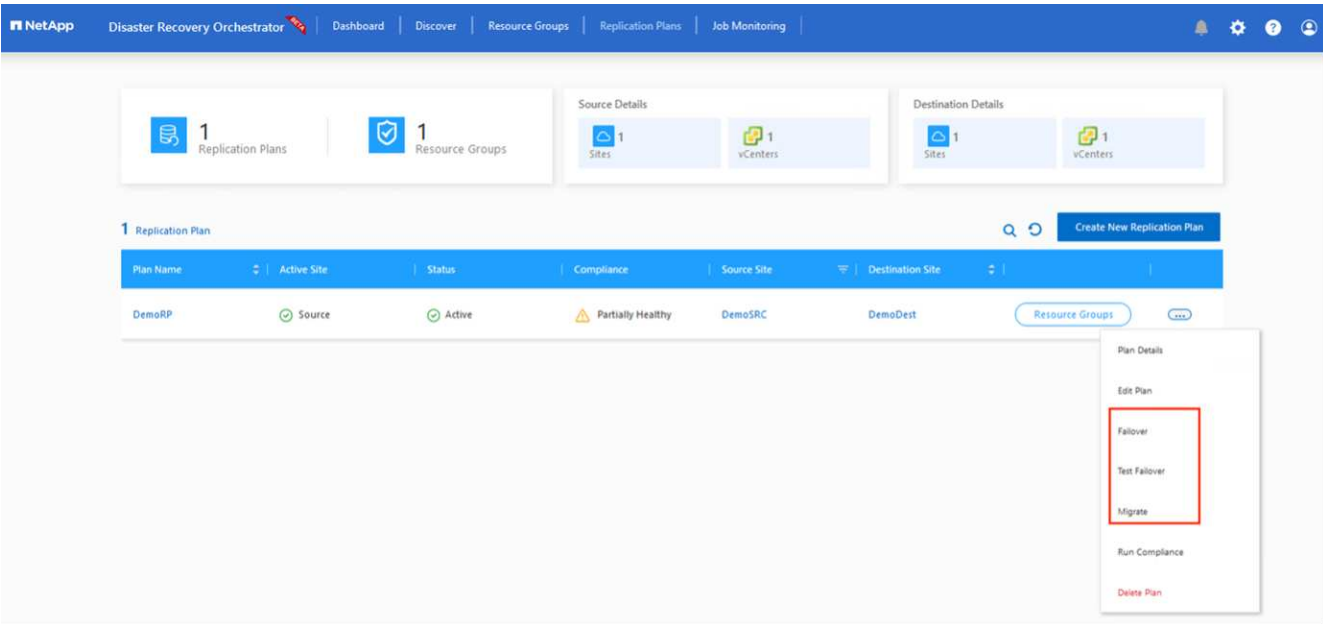 NetApp Disaster Recovery Orchestrator BETA Dashboard Discover Resource Groups Replication Plans Job Monitoring
Source Details Destination Details
1 Replication Plans 1 Resource Groups 1 Sites 1 vCenters 1 Sites 1 vCenters
1 Replication Plan Create New Replication Plan
Plan Name Active Site Status Compliance Source Site Destination Site
DemoRP Source Active Partially Healthy DemoSRC DemoDest Resource Groups ...
Plan Details
Edit Plan
Failover
Test Failover
Migrate
Run Compliance
Delete Plan